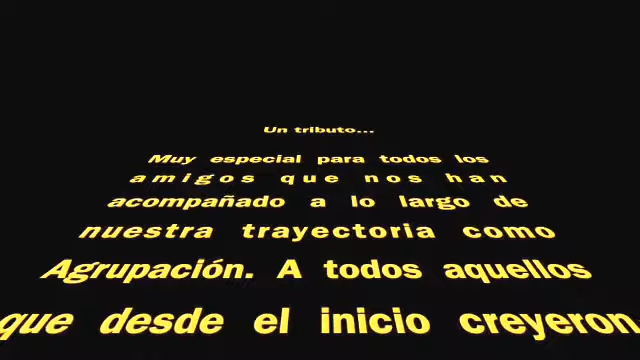 Un tributo...
Muy especial para todos los
amigos que nos han
acompañado a lo largo de
nuestra trayectoria como
Agrupación. A todos aquellos
que desde el inicio creyeron